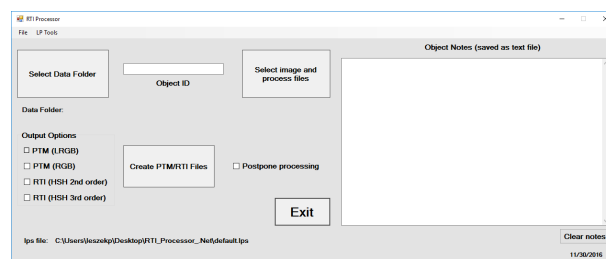 RTI Processor
File LP Tools
Object Notes (saved as text file)
Select Data Folder
Object ID
Select image and
process files
Data Folder:
Output Options
PTM (LRGB)
PTM (RGB)
RTI (HSH 2nd order)
RTI (HSH 3rd order)
Create PTM/RTI Files
Postpone processing
Exit
lps file: C:\Users\leszekp\Desktop\RTI_Processor_.Net\default.lps
Clear notes
11/30/2016